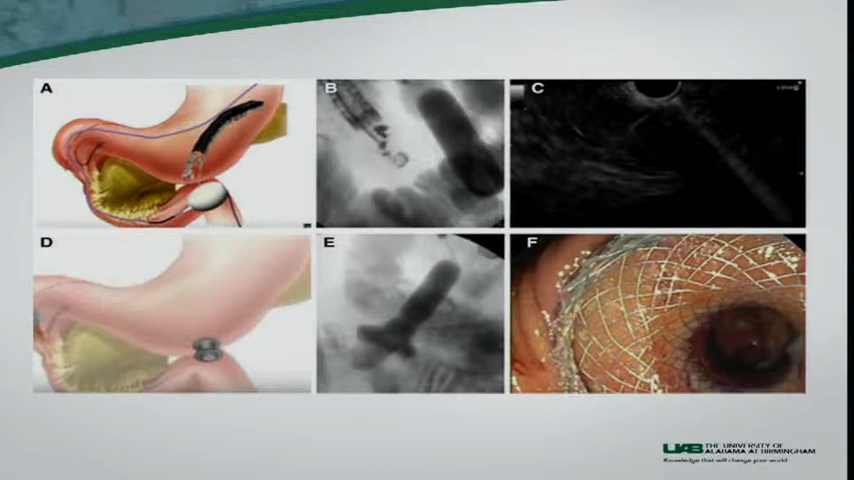 A
B
C
D
E
F
UAB THE UNIVERSITY OF
ALABAMA AT BIRMINGHAM
Knowledge that will change your world